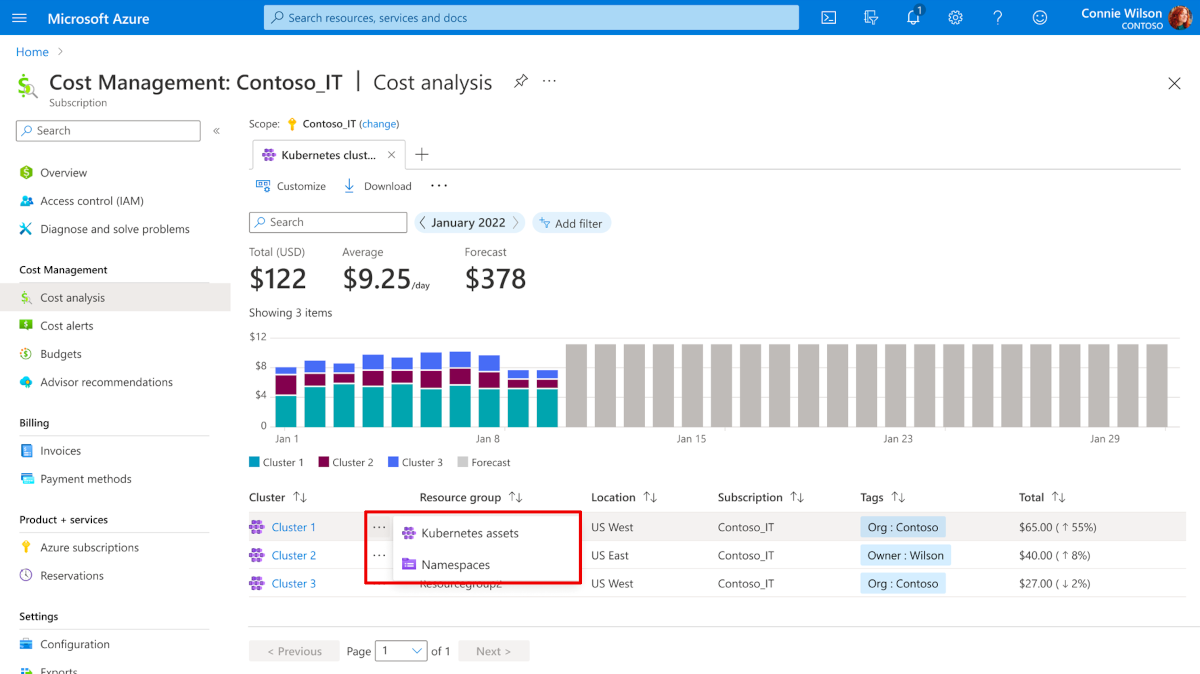 Microsoft Azure
Search resources, services and docs
1
Connie Wilson
CONTOSO
Home >
Cost Management: Contoso_IT | Cost analysis
Subscription
Search
«
Overview
Access control (IAM)
Diagnose and solve problems
Cost Management
Cost analysis
Cost alerts
Budgets
Advisor recommendations
Billing
Invoices
Payment methods
Product + services
Azure subscriptions
Reservations
Settings
Configuration
Exports
Scope: Contoso_IT (change)
Kubernetes clust...
Customize Download ...
Search < January 2022 > Add filter
Total (USD) Average Forecast
$122 $9.25/day $378
Showing 3 items
$12
$8
$4
0
Jan 1 Jan 8 Jan 15 Jan 23 Jan 29
Cluster 1 Cluster 2 Cluster 3 Forecast
Cluster ↑↓ Resource group ↑↓ Location ↑↓ Subscription ↑↓ Tags ↑↓ Total ↑↓
Cluster 1 ... Kubernetes assets US West Contoso_IT Org : Contoso $65.00 (↑ 55%)
Cluster 2 ... Namespaces US East Contoso_IT Owner : Wilson $40.00 (↑ 8%)
Cluster 3 Resourcegroup2 US West Contoso_IT Org : Contoso $27.00 (↓ 2%)
< Previous Page 1 of 1 Next >